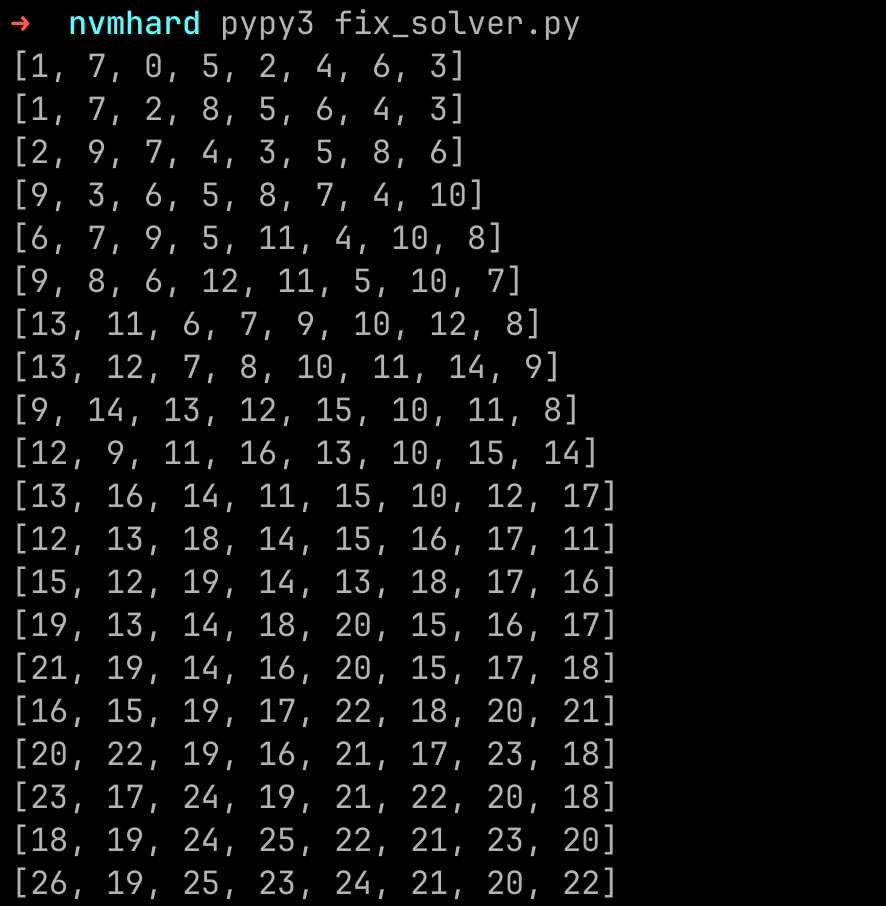 → nvmhard pypy3 fix_solver.py
[1, 7, 0, 5, 2, 4, 6, 3]
[1, 7, 2, 8, 5, 6, 4, 3]
[2, 9, 7, 4, 3, 5, 8, 6]
[9, 3, 6, 5, 8, 7, 4, 10]
[6, 7, 9, 5, 11, 4, 10, 8]
[9, 8, 6, 12, 11, 5, 10, 7]
[13, 11, 6, 7, 9, 10, 12, 8]
[13, 12, 7, 8, 10, 11, 14, 9]
[9, 14, 13, 12, 15, 10, 11, 8]
[12, 9, 11, 16, 13, 10, 15, 14]
[13, 16, 14, 11, 15, 10, 12, 17]
[12, 13, 18, 14, 15, 16, 17, 11]
[15, 12, 19, 14, 13, 18, 17, 16]
[19, 13, 14, 18, 20, 15, 16, 17]
[21, 19, 14, 16, 20, 15, 17, 18]
[16, 15, 19, 17, 22, 18, 20, 21]
[20, 22, 19, 16, 21, 17, 23, 18]
[23, 17, 24, 19, 21, 22, 20, 18]
[18, 19, 24, 25, 22, 21, 23, 20]
[26, 19, 25, 23, 24, 21, 20, 22]